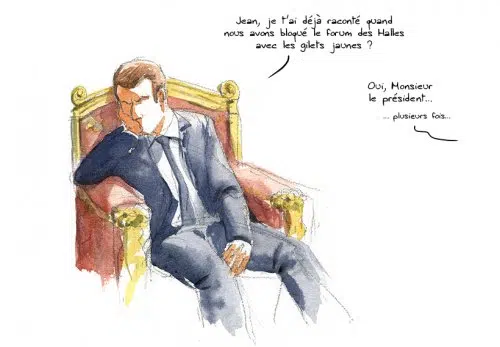 Jean, je t'ai déjà raconté quand
nous avons bloqué le forum des Halles
avec les gilets jaunes ?
Oui, Monsieur
le président...
... plusieurs fois...